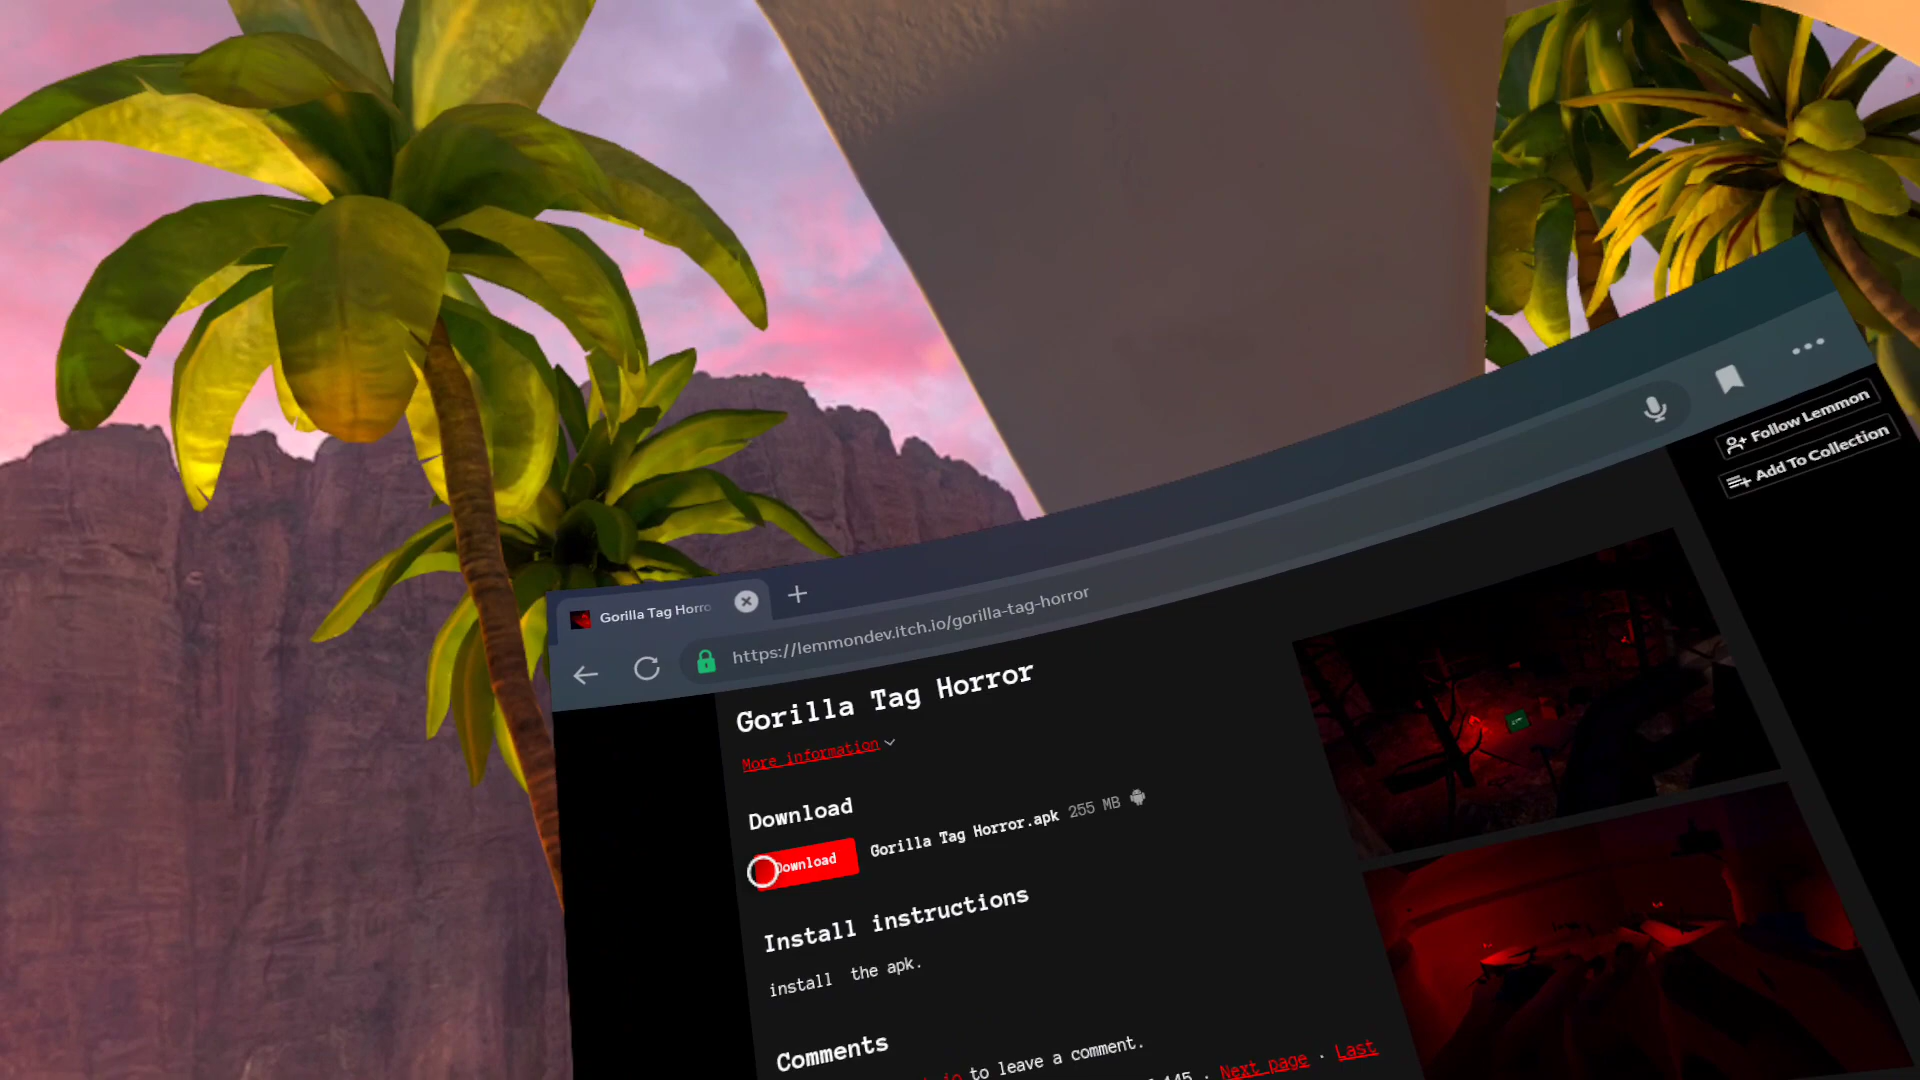 Gorilla Tag Horro
https://lemmondev.itch.io/gorilla-tag-horror
Follow Lemmon
Add To Collection
Gorilla Tag Horror
More information
Download
Download Gorilla Tag Horror.apk 255 MB
Install instructions
install the apk.
Comments
to leave a comment.
Next page · Last